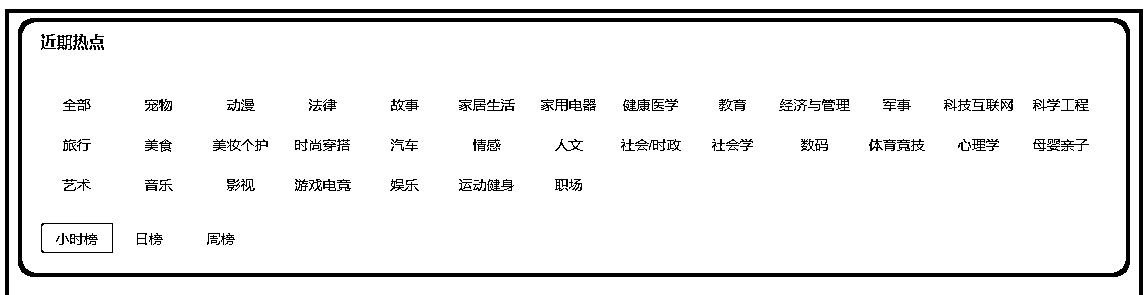 近期热点
全部 宠物 动漫 法律 故事 家居生活 家用电器 健康医学 教育 经济与管理 军事 科技互联网 科学工程
旅行 美食 美妆个护 时尚穿搭 汽车 情感 人文 社会/时政 社会学 数码 体育竞技 心理学 母婴亲子
艺术 音乐 影视 游戏电竞 娱乐 运动健身 职场
小时榜 日榜 周榜